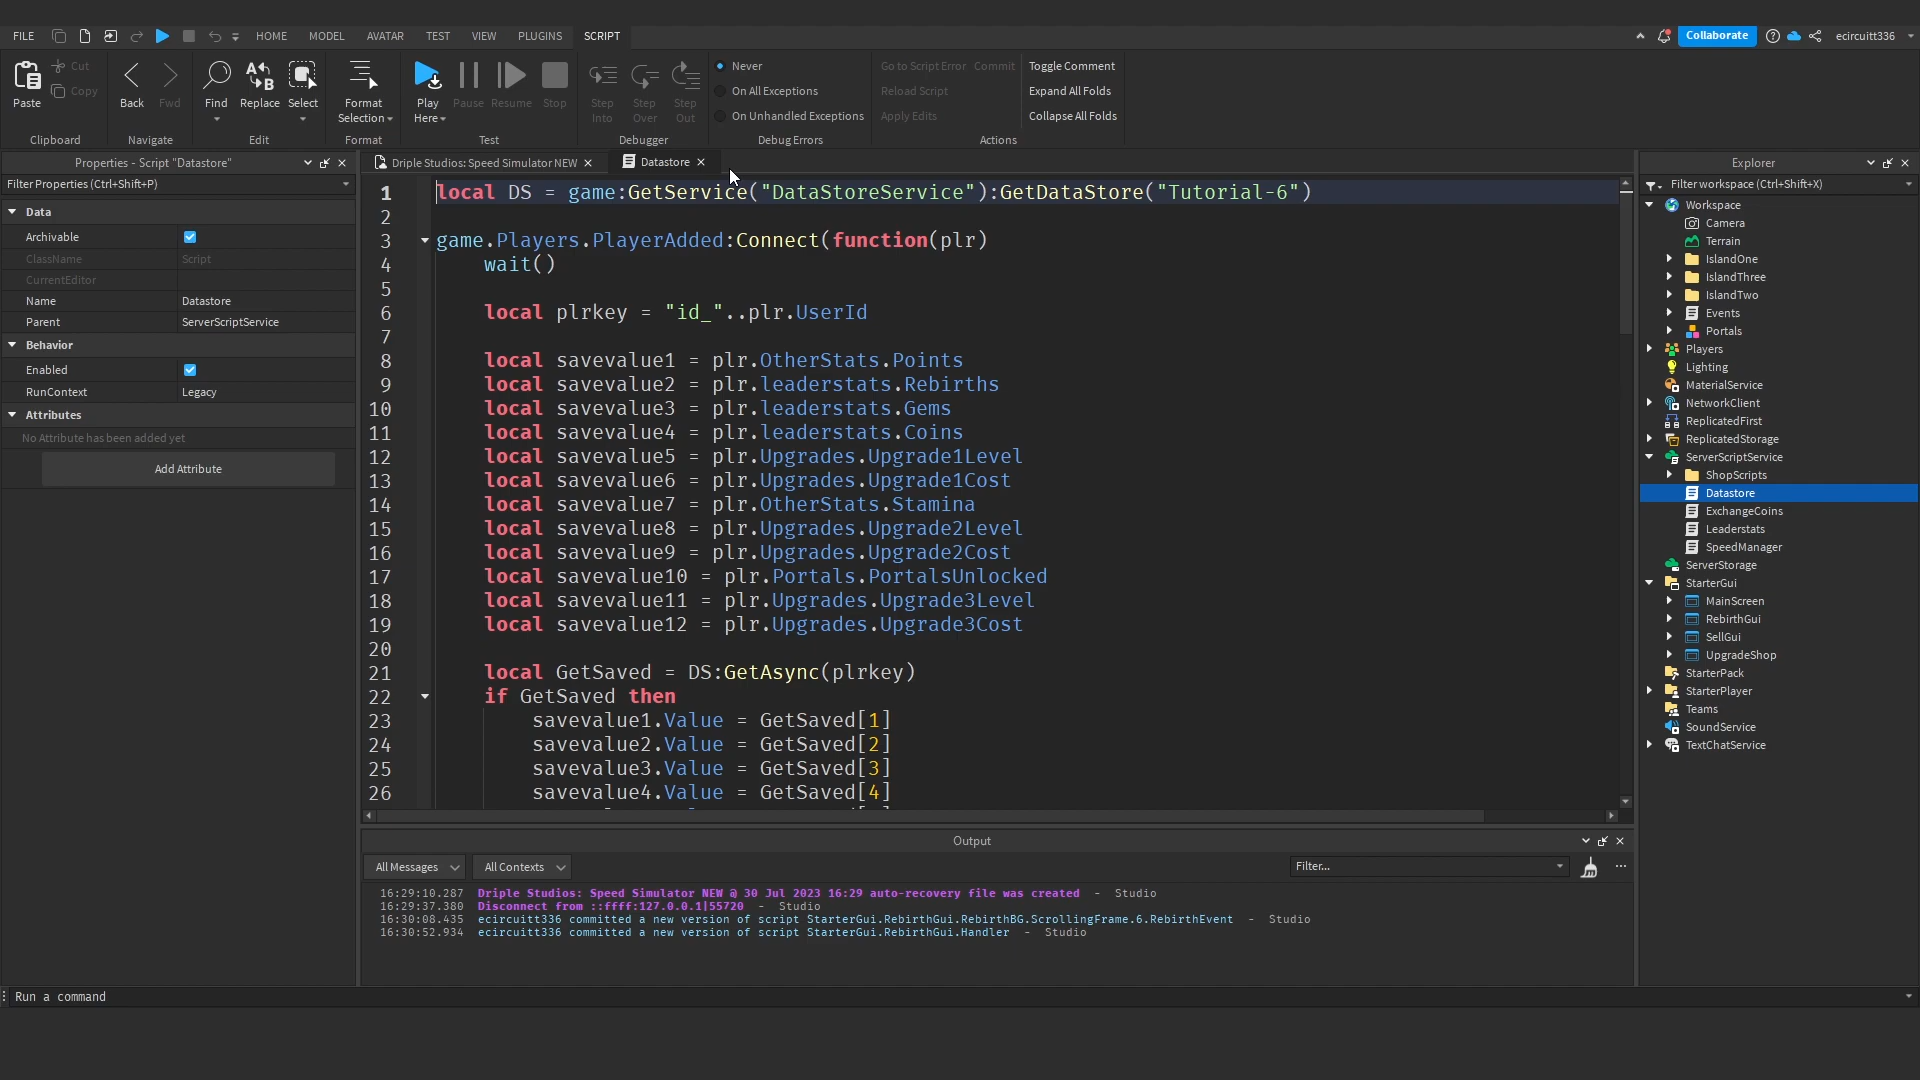 FILE HOME MODEL AVATAR TEST VIEW PLUGINS SCRIPT Collaborate ecircuitt336
Paste Cut Copy
Clipboard
Back Fwd
Navigate
Find Replace Select
Edit
Format Selection
Format
Play Here Pause Resume Stop
Test
Step Into Step Over Step Out
Debugger
Never
On All Exceptions
On Unhandled Exceptions
Debug Errors
Go to Script Error Commit
Reload Script
Apply Edits
Toggle Comment
Expand All Folds
Collapse All Folds
Actions
Properties - Script "Datastore"
Filter Properties (Ctrl+Shift+P)
Data
Archivable
ClassName Script
CurrentEditor
Name Datastore
Parent ServerScriptService
Behavior
Enabled
RunContext Legacy
Attributes
No Attribute has been added yet
Add Attribute
Driple Studios: Speed Simulator NEW Datastore
1 local DS = game:GetService("DataStoreService"):GetDataStore("Tutorial-6")
2
3 game.Players.PlayerAdded:Connect(function(plr)
4 wait()
5
6 local plrkey = "id_"..plr.UserId
7
8 local savevalue1 = plr.OtherStats.Points
9 local savevalue2 = plr.leaderstats.Rebirths
10 local savevalue3 = plr.leaderstats.Gems
11 local savevalue4 = plr.leaderstats.Coins
12 local savevalue5 = plr.Upgrades.Upgrade1Level
13 local savevalue6 = plr.Upgrades.Upgrade1Cost
14 local savevalue7 = plr.OtherStats.Stamina
15 local savevalue8 = plr.Upgrades.Upgrade2Level
16 local savevalue9 = plr.Upgrades.Upgrade2Cost
17 local savevalue10 = plr.Portals.PortalsUnlocked
18 local savevalue11 = plr.Upgrades.Upgrade3Level
19 local savevalue12 = plr.Upgrades.Upgrade3Cost
20
21 local GetSaved = DS:GetAsync(plrkey)
22 if GetSaved then
23 savevalue1.Value = GetSaved[1]
24 savevalue2.Value = GetSaved[2]
25 savevalue3.Value = GetSaved[3]
26 savevalue4.Value = GetSaved[4]
Output
All Messages All Contexts Filter...
16:29:10.287 Driple Studios: Speed Simulator NEW @ 30 Jul 2023 16:29 auto-recovery file was created - Studio
16:29:37.380 Disconnect from ::ffff:127.0.0.1|55720 - Studio
16:30:08.435 ecircuitt336 committed a new version of script StarterGui.RebirthGui.RebirthBG.ScrollingFrame.6.RebirthEvent - Studio
16:30:52.934 ecircuitt336 committed a new version of script StarterGui.RebirthGui.Handler - Studio
Explorer
Filter workspace (Ctrl+Shift+X)
Workspace
Camera
Terrain
IslandOne
IslandThree
IslandTwo
Events
Portals
Players
Lighting
MaterialService
NetworkClient
ReplicatedFirst
ReplicatedStorage
ServerScriptService
ShopScripts
Datastore
ExchangeCoins
Leaderstats
SpeedManager
ServerStorage
StarterGui
MainScreen
RebirthGui
SellGui
UpgradeShop
StarterPack
StarterPlayer
Teams
SoundService
TextChatService
Run a command